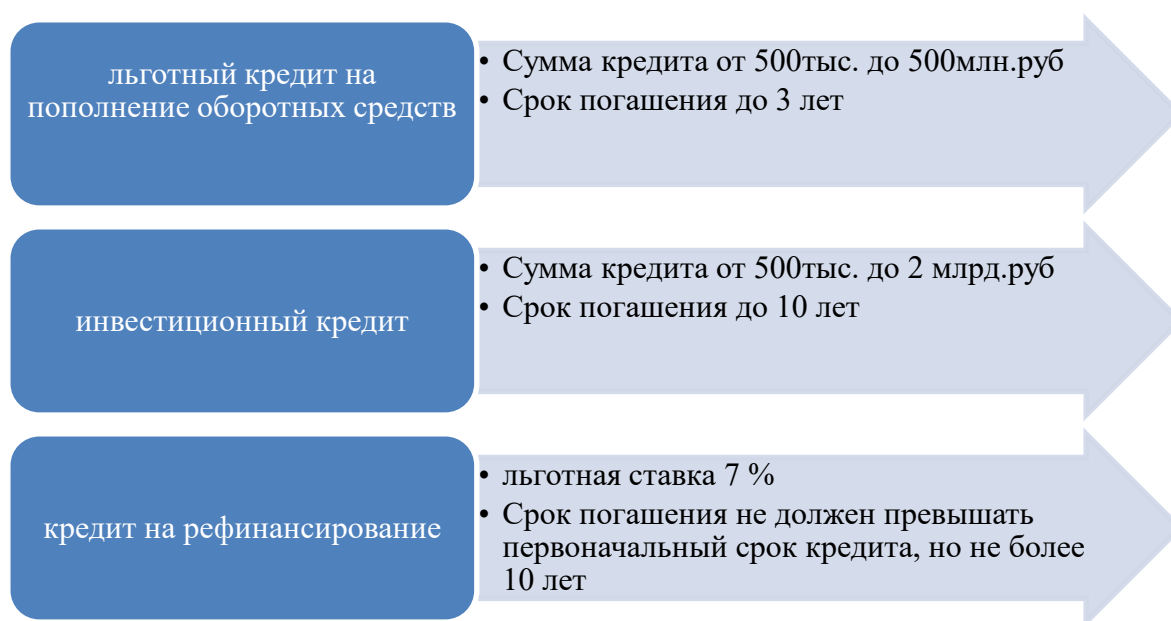 льготный кредит на
пополнение оборотных средств
• Сумма кредита от 500тыс. до 500млн.руб
• Срок погашения до 3 лет
инвестиционный кредит
• Сумма кредита от 500тыс. до 2 млрд.руб
• Срок погашения до 10 лет
кредит на рефинансирование
• льготная ставка 7 %
• Срок погашения не должен превышать
первоначальный срок кредита, но не более
10 лет